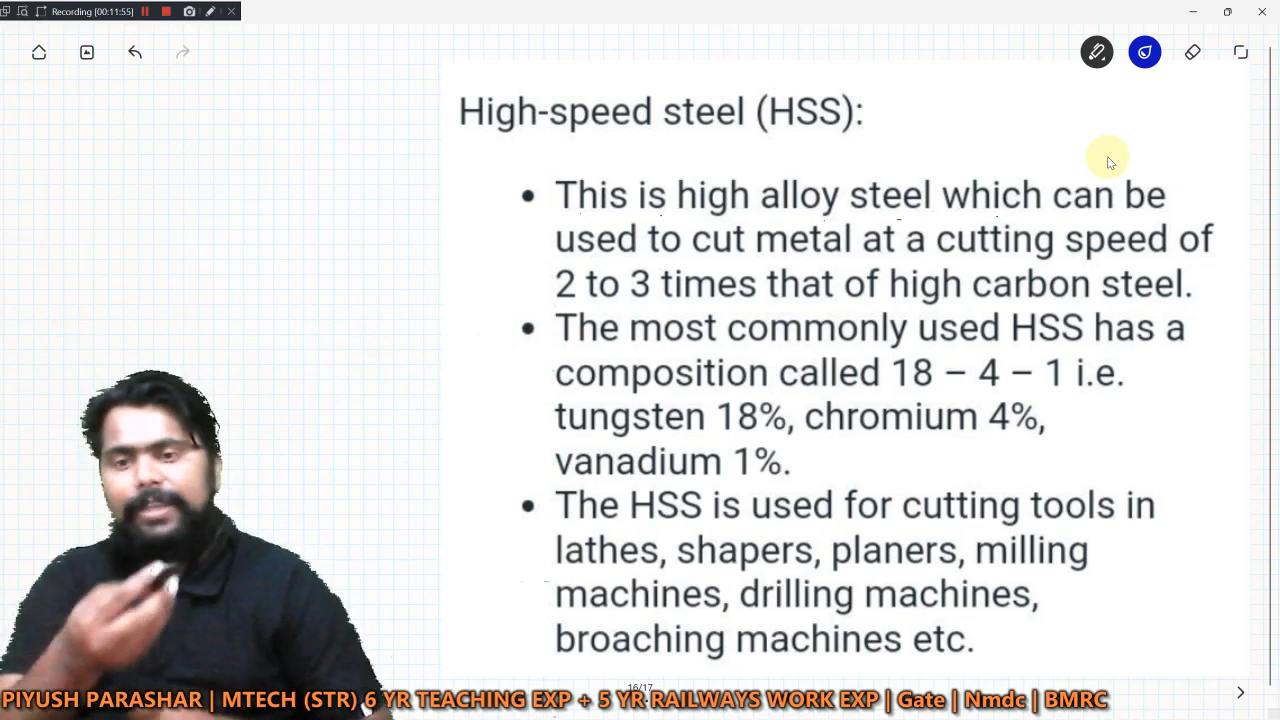 Recording [00:11:55]
High-speed steel (HSS):
• This is high alloy steel which can be
used to cut metal at a cutting speed of
2 to 3 times that of high carbon steel.
• The most commonly used HSS has a
composition called 18 – 4 – 1 i.e.
tungsten 18%, chromium 4%,
vanadium 1%.
• The HSS is used for cutting tools in
lathes, shapers, planers, milling
machines, drilling machines,
broaching machines etc.
16/17
PIYUSH PARASHAR | MTECH (STR) 6 YR TEACHING EXP + 5 YR RAILWAYS WORK EXP | Gate | Nmdc | BMRC